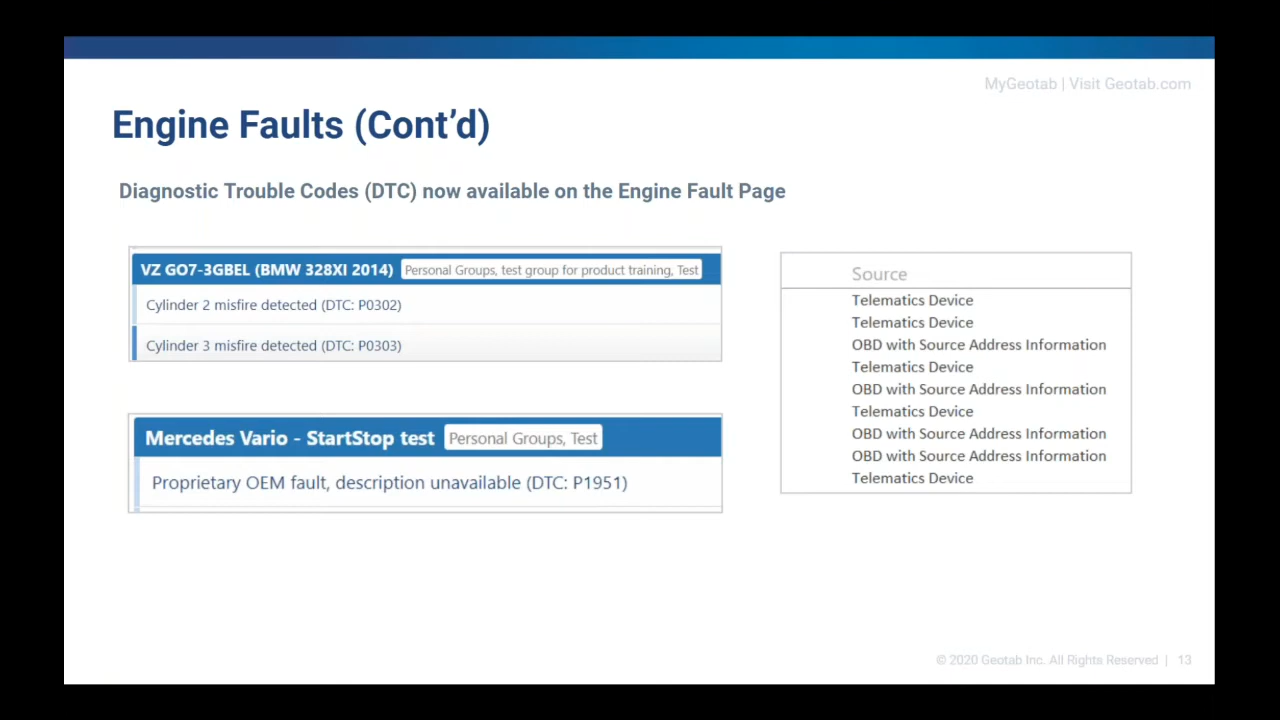 MyGeotab | Visit Geotab.com
Engine Faults (Cont’d)
Diagnostic Trouble Codes (DTC) now available on the Engine Fault Page
VZ GO7-3GBEL (BMW 328XI 2014) Personal Groups, test group for product training, Test
Cylinder 2 misfire detected (DTC: P0302)
Cylinder 3 misfire detected (DTC: P0303)
Mercedes Vario - StartStop test Personal Groups, Test
Proprietary OEM fault, description unavailable (DTC: P1951)
Source
Telematics Device
Telematics Device
OBD with Source Address Information
Telematics Device
OBD with Source Address Information
Telematics Device
OBD with Source Address Information
OBD with Source Address Information
Telematics Device
© 2020 Geotab Inc. All Rights Reserved | 13